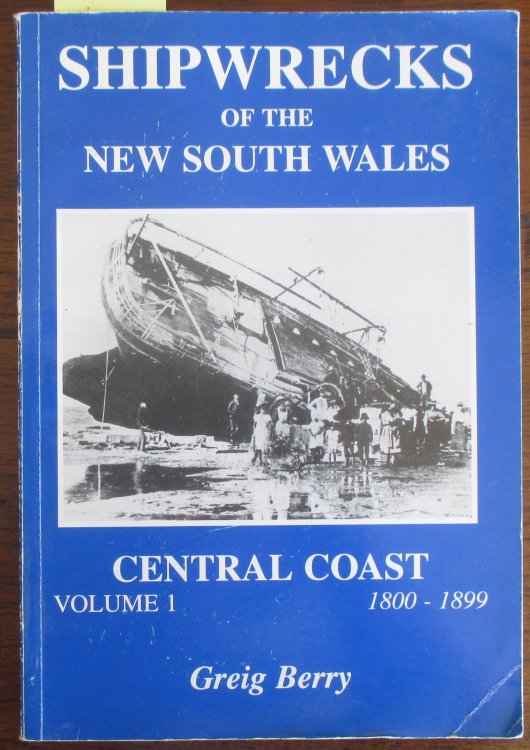 SHIPWRECKS
OF THE
NEW SOUTH WALES
CENTRAL COAST
VOLUME 1 1800 - 1899
Greig Berry